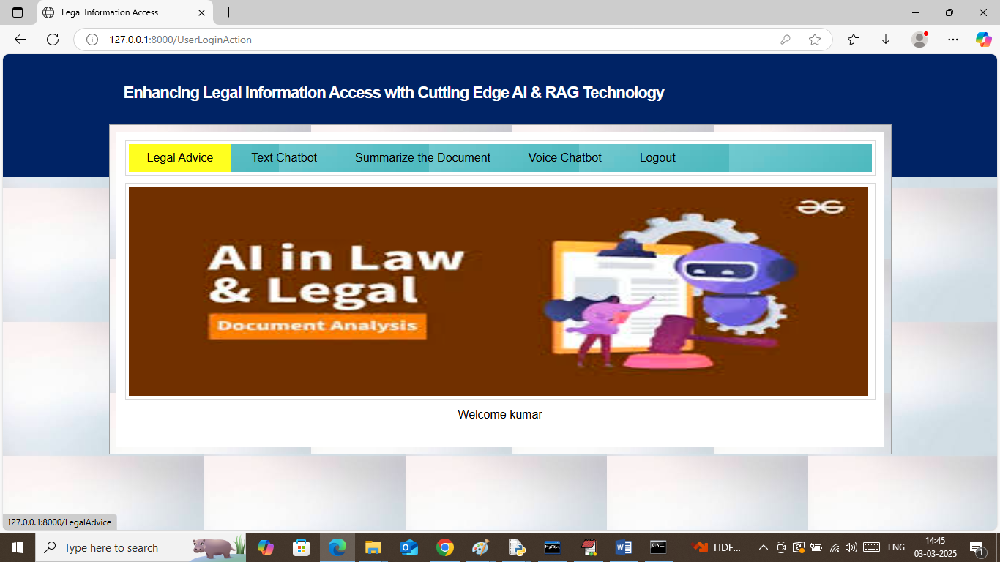 Legal Information Access
127.0.0.1:8000/UserLoginAction
Enhancing Legal Information Access with Cutting Edge AI & RAG Technology
Legal Advice Text Chatbot Summarize the Document Voice Chatbot Logout
AI in Law
& Legal
Document Analysis
Welcome kumar
127.0.0.1:8000/LegalAdvice
Type here to search
HDF...
ENG
14:45
03-03-2025
1